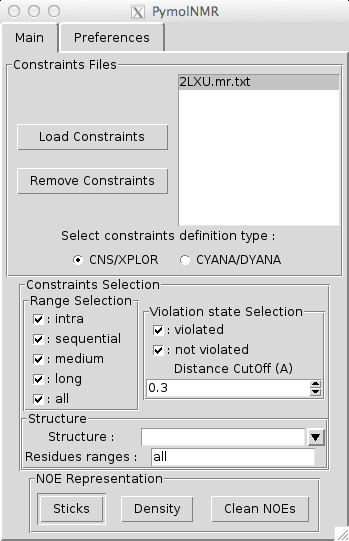 PymolNMR
Main
Preferences
Constraints Files
2LXU.mr.txt
Load Constraints
Remove Constraints
Select constraints definition type :
CNS/XPLOR
CYANA/DYANA
Constraints Selection
Range Selection
: intra
: sequential
: medium
: long
: all
Violation state Selection
: violated
: not violated
Distance CutOff (A)
0.3
Structure
Structure :
Residues ranges :
all
NOE Representation
Sticks
Density
Clean NOEs